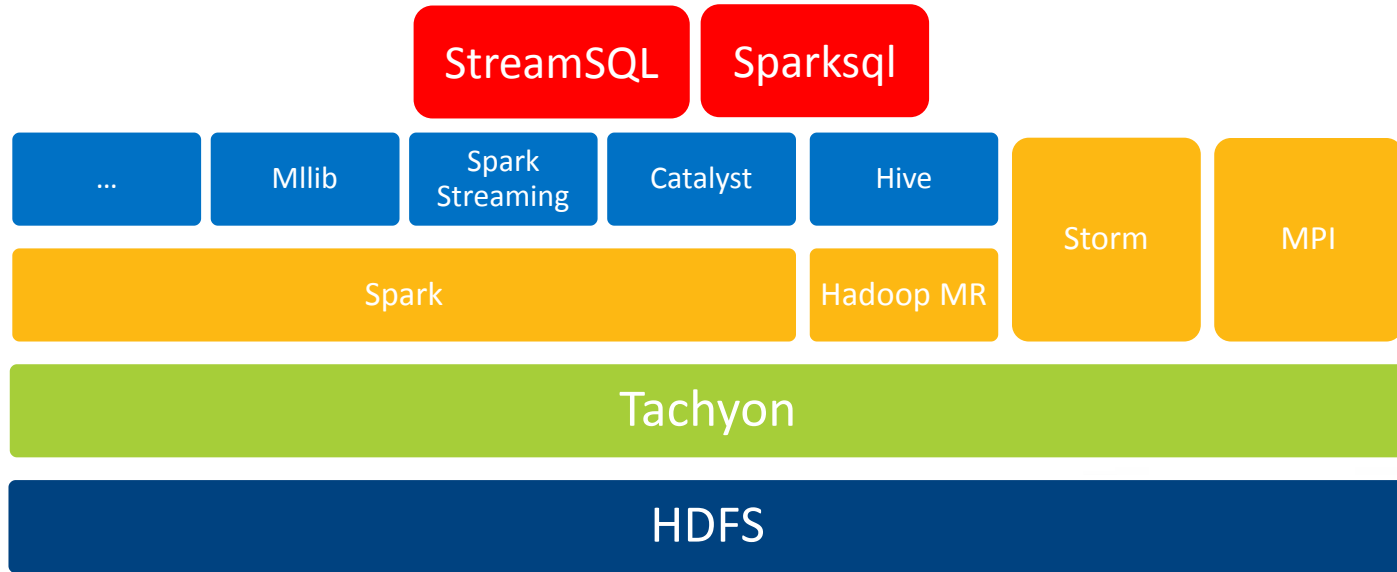 StreamSQL
Sparksql
...
Mllib
Spark
Streaming
Catalyst
Hive
Storm
MPI
Spark
Hadoop MR
Tachyon
HDFS